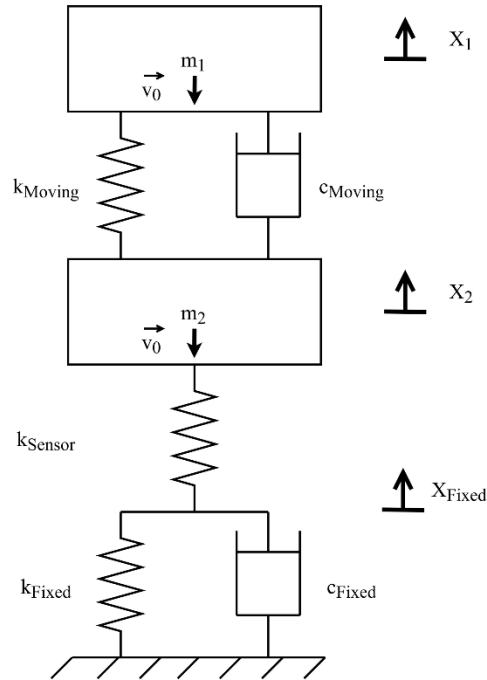 m1
v0
X1
kMoving
cMoving
m2
v0
X2
kSensor
XFixed
kFixed
cFixed